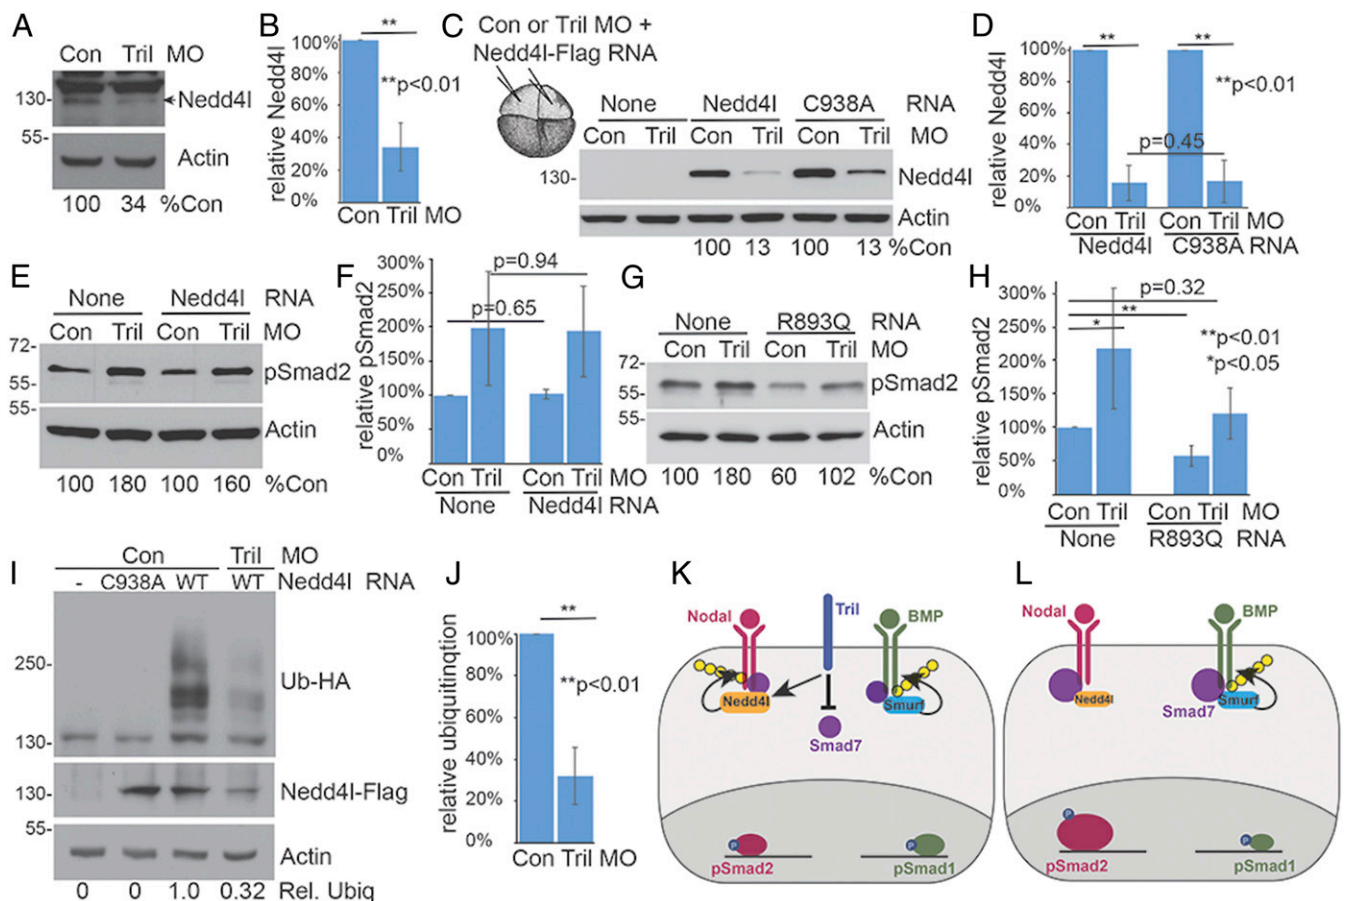 A
Con Tril MO
130-
Nedd4l
55-
Actin
100 34 %Con
B
relative Nedd4l
100%
80%
60%
40%
20%
0%
**
**p<0.01
Con Tril MO
C
Con or Tril MO +
Nedd4l-Flag RNA
None Nedd4l C938A RNA
Con Tril Con Tril Con Tril MO
130-
Nedd4l
Actin
100 13 100 13 %Con
D
relative Nedd4l
100%
80%
60%
40%
20%
0%
** **
**p<0.01
p=0.45
Con Tril Con Tril MO
Nedd4l C938A RNA
E
None Nedd4l RNA
Con Tril Con Tril MO
72-
pSmad2
55-
55-
Actin
100 180 100 160 %Con
F
relative pSmad2
300%
250%
200%
150%
100%
50%
0%
p=0.94
p=0.65
Con Tril Con Tril MO
None Nedd4l RNA
G
None R893Q RNA
Con Tril Con Tril MO
72-
pSmad2
55-
55-
Actin
100 180 60 102 %Con
H
relative pSmad2
300%
250%
200%
150%
100%
50%
0%
p=0.32
**
*
**p<0.01
*p<0.05
Con Tril Con Tril MO
None R893Q RNA
I
Con Tril MO
- C938A WT WT Nedd4l RNA
250-
Ub-HA
130-
130-
Nedd4l-Flag
55-
Actin
0 0 1.0 0.32 Rel. Ubiq
J
relative ubiquitinqtion
100%
80%
60%
40%
20%
0%
**
**p<0.01
Con Tril MO
K
Nodal
Tril
BMP
Nedd4l
Smurf
Smad7
P
pSmad2
P
pSmad1
L
Nodal
BMP
Nedd4l
Smad7
Smurf
P
pSmad2
P
pSmad1